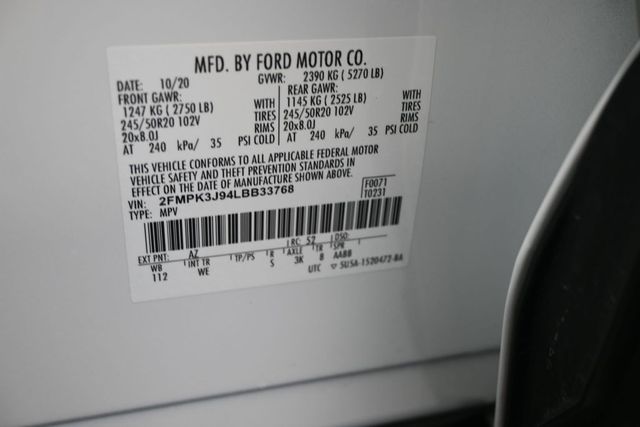 MFD. BY FORD MOTOR CO.
DATE: 10/20 GVWR: 2390 KG ( 5270 LB)
FRONT GAWR: REAR GAWR:
1247 KG ( 2750 LB) WITH 1145 KG ( 2525 LB) WITH
245/50R20 102V TIRES 245/50R20 102V TIRES
20x8.0J RIMS 20x8.0J RIMS
AT 240 kPa/ 35 PSI COLD AT 240 kPa/ 35 PSI COLD
THIS VEHICLE CONFORMS TO ALL APPLICABLE FEDERAL MOTOR
VEHICLE SAFETY AND THEFT PREVENTION STANDARDS IN
EFFECT ON THE DATE OF MANUFACTURE SHOWN ABOVE.
VIN: 2FMPK3J94LBB33768 F0071
TYPE: MPV T0231
EXT PNT: AZ RC: 52 DSO:
WB INT TR TP/PS R AXLE TR SPR
112 WE S 3K 8 AABB
UTC 5U5A-1520472-BA